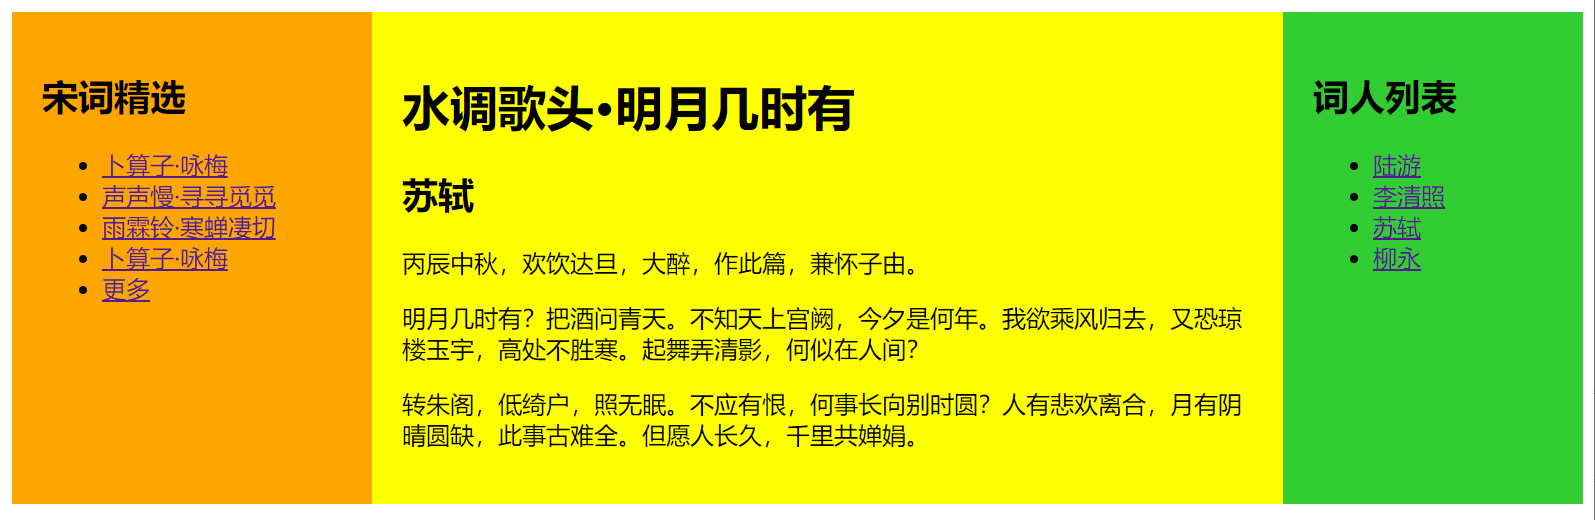 宋词精选
卜算子·咏梅
声声慢·寻寻觅觅
雨霖铃·寒蝉凄切
卜算子·咏梅
更多
水调歌头·明月几时有
苏轼
丙辰中秋，欢饮达旦，大醉，作此篇，兼怀子由。
明月几时有？把酒问青天。不知天上宫阙，今夕是何年。我欲乘风归去，又恐琼
楼玉宇，高处不胜寒。起舞弄清影，何似在人间？
转朱阁，低绮户，照无眠。不应有恨，何事长向别时圆？人有悲欢离合，月有阴
晴圆缺，此事古难全。但愿人长久，千里共婵娟。
词人列表
陆游
李清照
苏轼
柳永